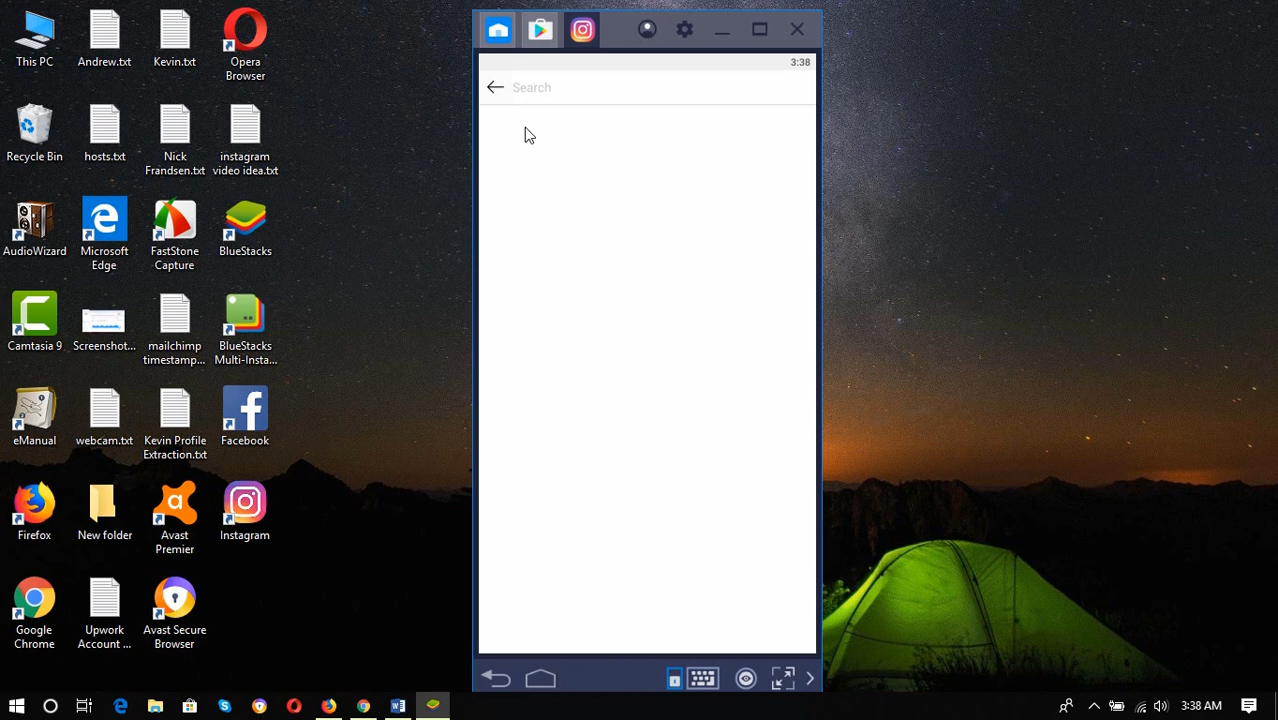 This PC
Andrew.txt
Kevin.txt
Opera
Browser
Recycle Bin
hosts.txt
Nick
Frandsen.txt
instagram
video idea.txt
AudioWizard
Microsoft
Edge
FastStone
Capture
BlueStacks
Camtasia 9
Screenshot...
mailchimp
timestamp...
BlueStacks
Multi-Insta...
eManual
webcam.txt
Kevin Profile
Extraction.txt
Facebook
Firefox
New folder
Avast
Premier
Instagram
Google
Chrome
Upwork
Account ...
Avast Secure
Browser
3:38
Search
3:38 AM